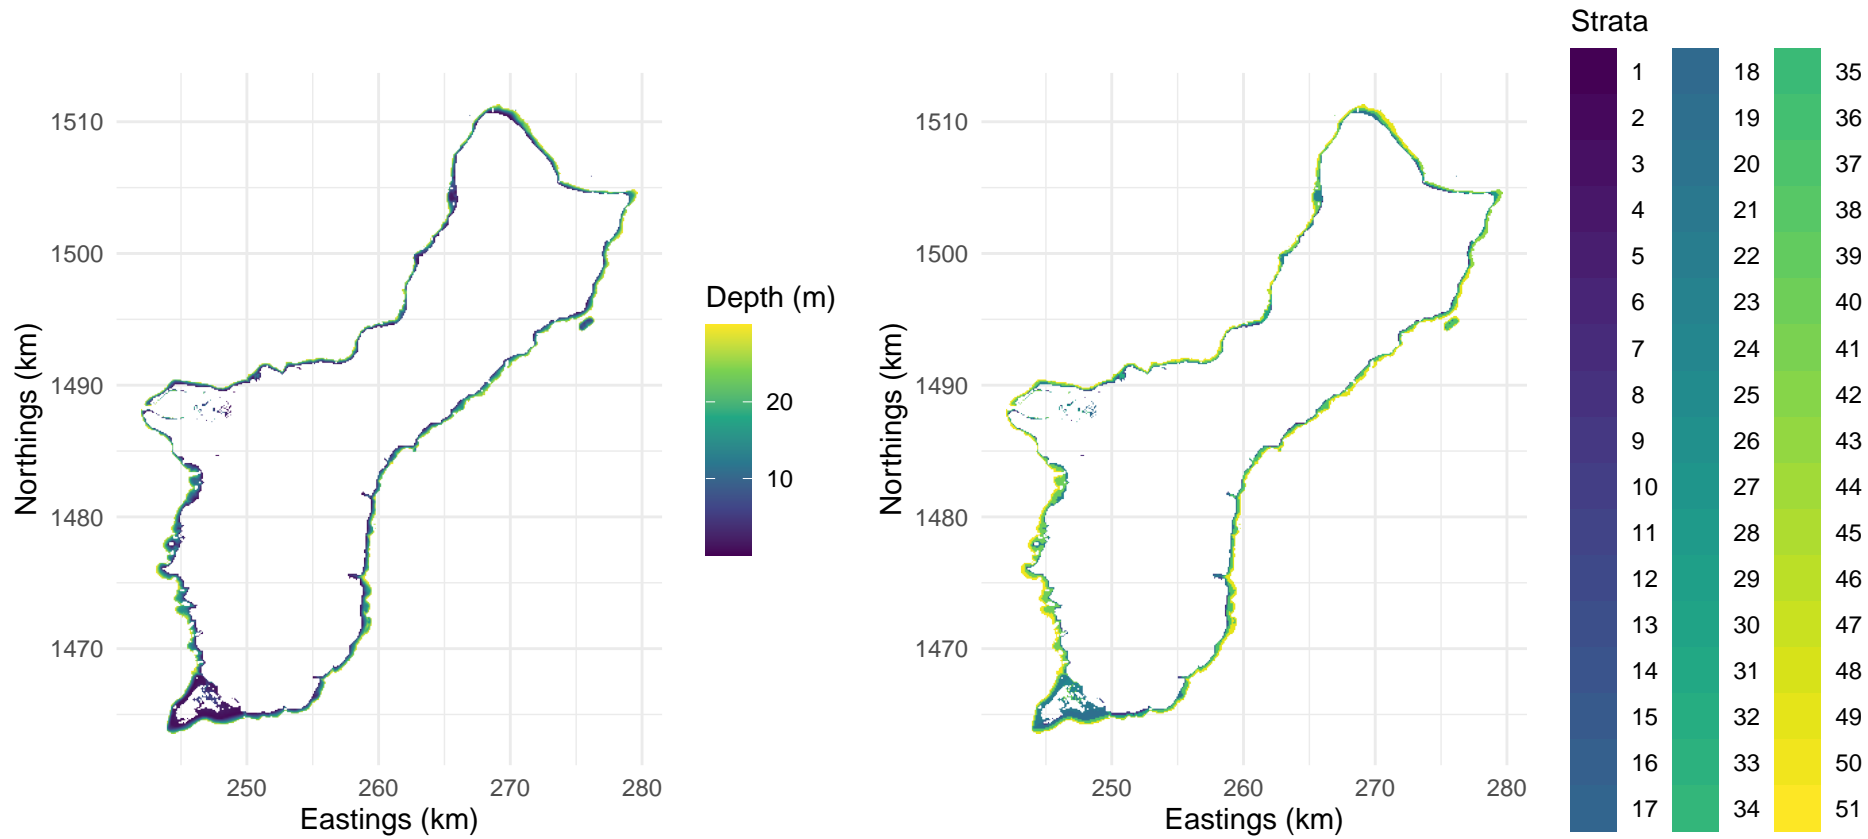 Northings (km)
1510
1500
1490
1480
1470
250
260
270
280
Eastings (km)
Depth (m)
20
10
Northings (km)
1510
1500
1490
1480
1470
250
260
270
280
Eastings (km)
Strata
1 18 35
2 19 36
3 20 37
4 21 38
5 22 39
6 23 40
7 24 41
8 25 42
9 26 43
10 27 44
11 28 45
12 29 46
13 30 47
14 31 48
15 32 49
16 33 50
17 34 51